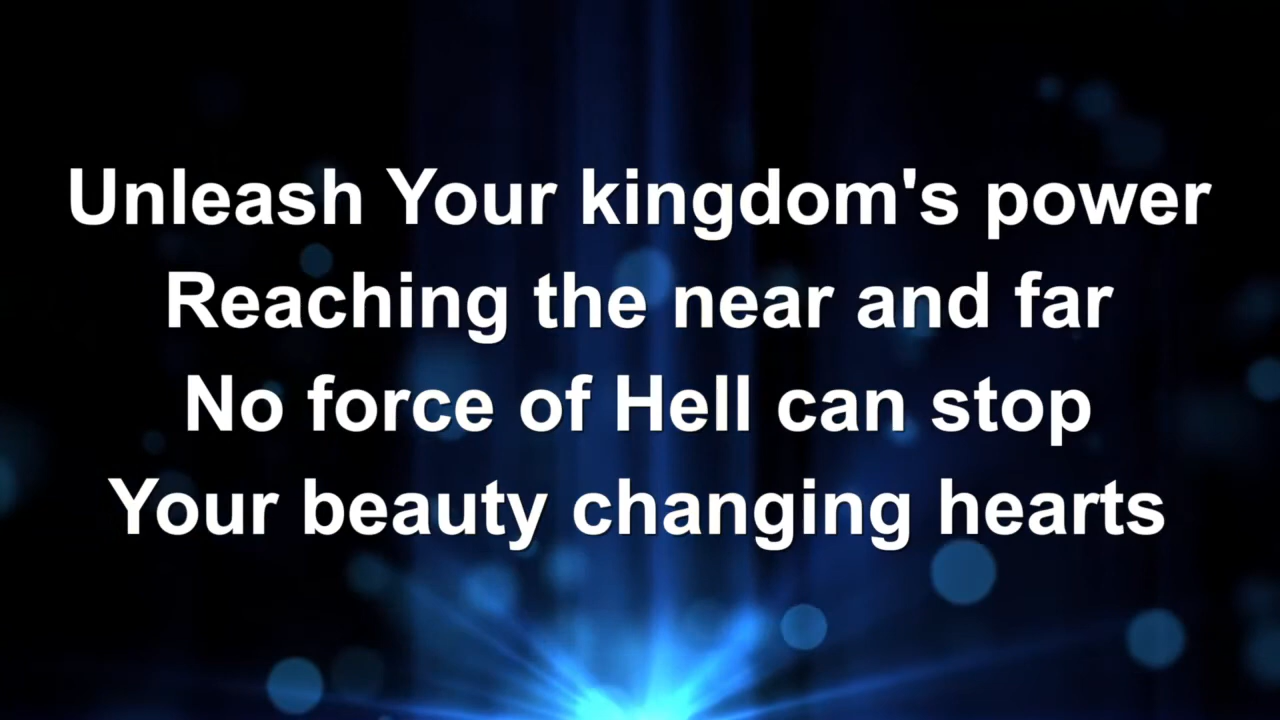 Unleash Your kingdom's power
Reaching the near and far
No force of Hell can stop
Your beauty changing hearts